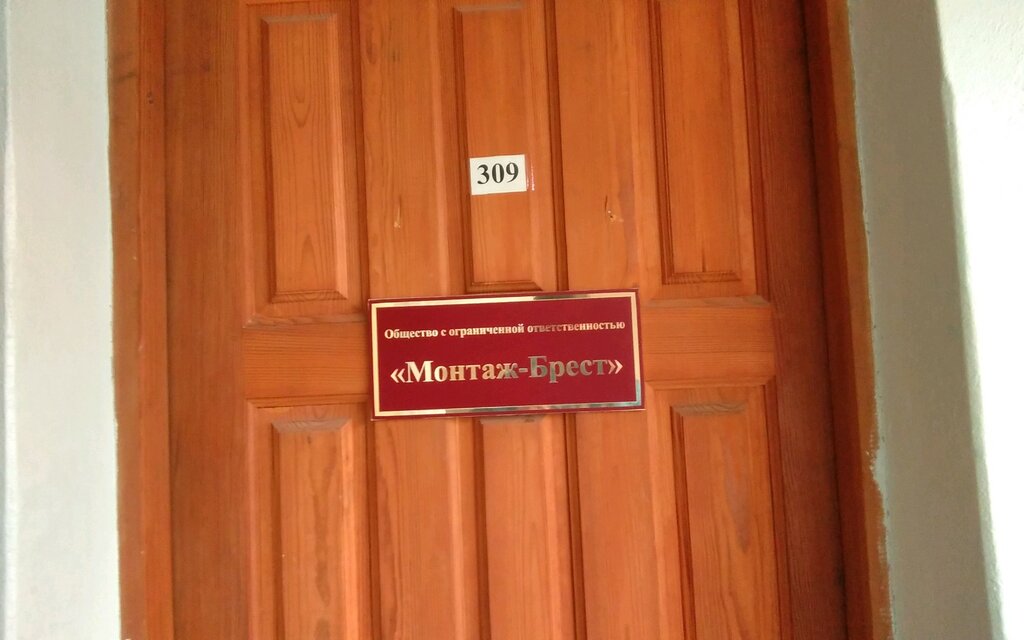 309
Общество с ограниченной ответственностью
«Монтаж-Брест»